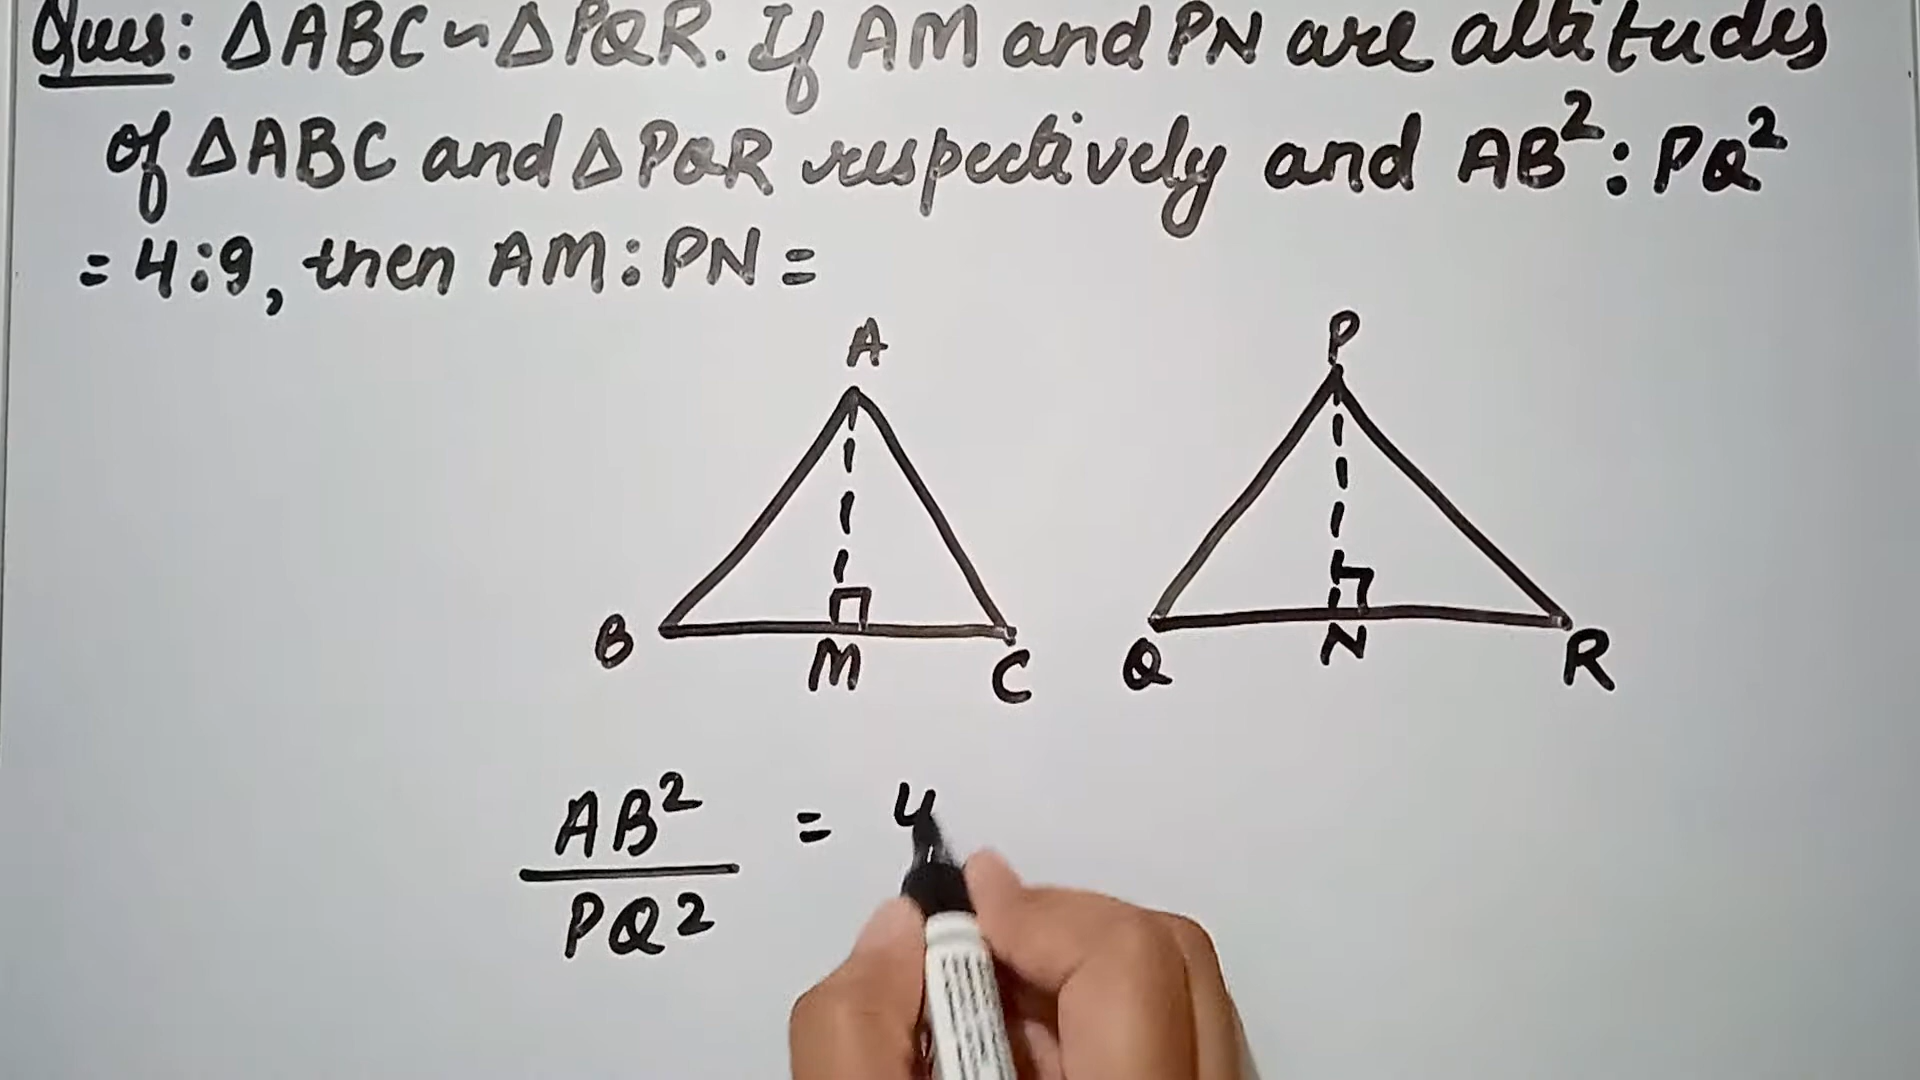 Ques: ΔABC ~ ΔPQR. If AM and PN are altitudes
of ΔABC and ΔPQR respectively and AB²:PQ²
= 4:9, then AM:PN =
A
P
B
M
C
Q
N
R
AB² = 4
PQ²